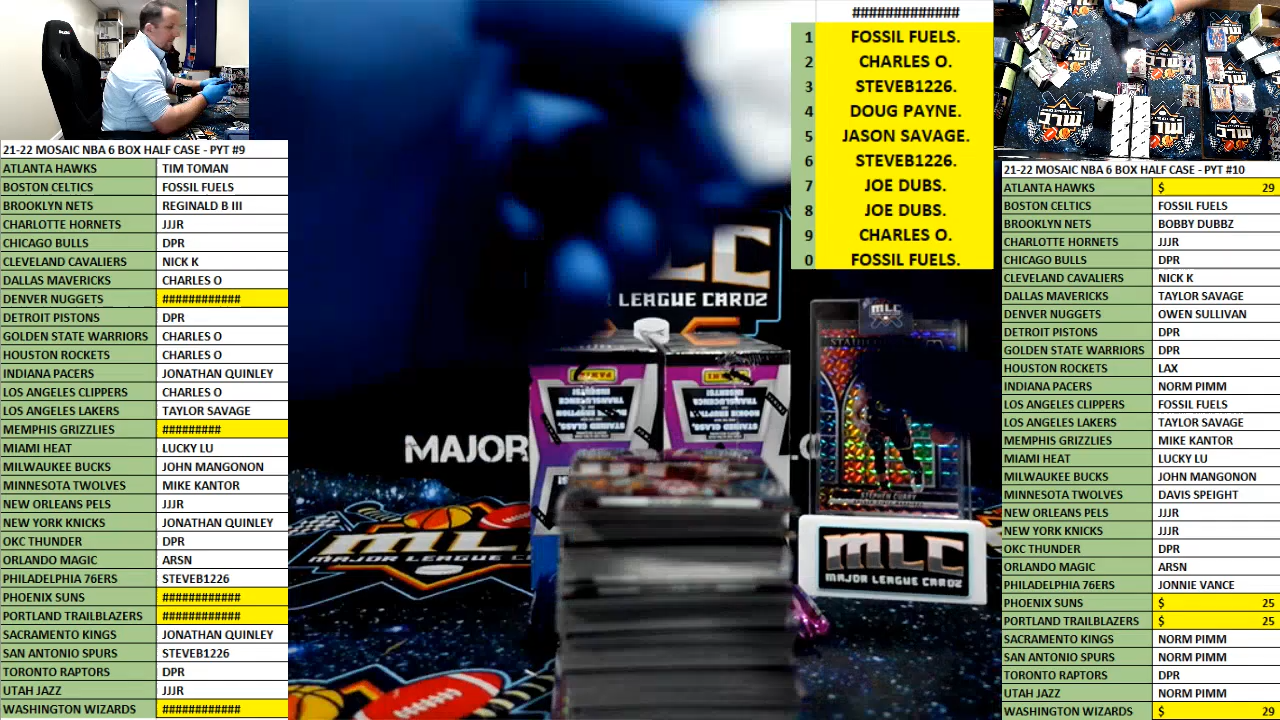 21-22 MOSAIC NBA 6 BOX HALF CASE - PYT #9
ATLANTA HAWKS TIM TOMAN
BOSTON CELTICS FOSSIL FUELS
BROOKLYN NETS REGINALD B III
CHARLOTTE HORNETS JJJR
CHICAGO BULLS DPR
CLEVELAND CAVALIERS NICK K
DALLAS MAVERICKS CHARLES O
DENVER NUGGETS ############
DETROIT PISTONS DPR
GOLDEN STATE WARRIORS CHARLES O
HOUSTON ROCKETS CHARLES O
INDIANA PACERS JONATHAN QUINLEY
LOS ANGELES CLIPPERS CHARLES O
LOS ANGELES LAKERS TAYLOR SAVAGE
MEMPHIS GRIZZLIES #########
MIAMI HEAT LUCKY LU
MILWAUKEE BUCKS JOHN MANGONON
MINNESOTA TWOLVES MIKE KANTOR
NEW ORLEANS PELS JJJR
NEW YORK KNICKS JONATHAN QUINLEY
OKC THUNDER DPR
ORLANDO MAGIC ARSN
PHILADELPHIA 76ERS STEVEB1226
PHOENIX SUNS ############
PORTLAND TRAILBLAZERS ############
SACRAMENTO KINGS JONATHAN QUINLEY
SAN ANTONIO SPURS STEVEB1226
TORONTO RAPTORS DPR
UTAH JAZZ JJJR
WASHINGTON WIZARDS ############
#############
1 FOSSIL FUELS.
2 CHARLES O.
3 STEVEB1226.
4 DOUG PAYNE.
5 JASON SAVAGE.
6 STEVEB1226.
7 JOE DUBS.
8 JOE DUBS.
9 CHARLES O.
0 FOSSIL FUELS.
LC
LEAGUE CARDZ
MLC
PANINI
PANINI
STAINED GLASS,
STAINED GLASS,
MAJOR
STEPHEN CURRY
MLC
MAJOR LEAGUE C
MLC
MAJOR LEAGUE CARDZ
21-22 MOSAIC NBA 6 BOX HALF CASE - PYT #10
ATLANTA HAWKS $ 29
BOSTON CELTICS FOSSIL FUELS
BROOKLYN NETS BOBBY DUBBZ
CHARLOTTE HORNETS JJJR
CHICAGO BULLS DPR
CLEVELAND CAVALIERS NICK K
DALLAS MAVERICKS TAYLOR SAVAGE
DENVER NUGGETS OWEN SULLIVAN
DETROIT PISTONS DPR
GOLDEN STATE WARRIORS DPR
HOUSTON ROCKETS LAX
INDIANA PACERS NORM PIMM
LOS ANGELES CLIPPERS FOSSIL FUELS
LOS ANGELES LAKERS TAYLOR SAVAGE
MEMPHIS GRIZZLIES MIKE KANTOR
MIAMI HEAT LUCKY LU
MILWAUKEE BUCKS JOHN MANGONON
MINNESOTA TWOLVES DAVIS SPEIGHT
NEW ORLEANS PELS JJJR
NEW YORK KNICKS JJJR
OKC THUNDER DPR
ORLANDO MAGIC ARSN
PHILADELPHIA 76ERS JONNIE VANCE
PHOENIX SUNS $ 25
PORTLAND TRAILBLAZERS $ 25
SACRAMENTO KINGS NORM PIMM
SAN ANTONIO SPURS NORM PIMM
TORONTO RAPTORS DPR
UTAH JAZZ NORM PIMM
WASHINGTON WIZARDS $ 29